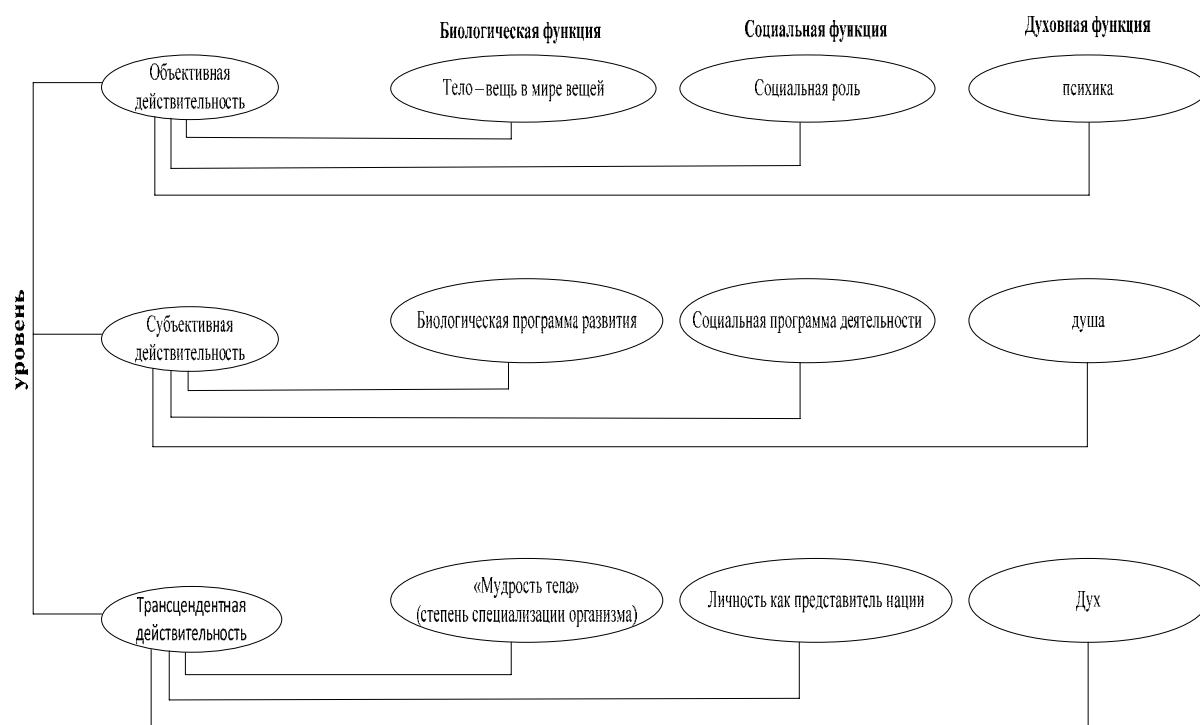 Биологическая функция
Социальная функция
Духовная функция
Объективная
действительность
Тело – вещь в мире вещей
Социальная роль
психика
уровень
Субъективная
действительность
Биологическая программа развития
Социальная программа деятельности
душа
Трансцендентная
действительность
«Мудрость тела»
(степень специализации организма)
Личность как представитель нации
Дух